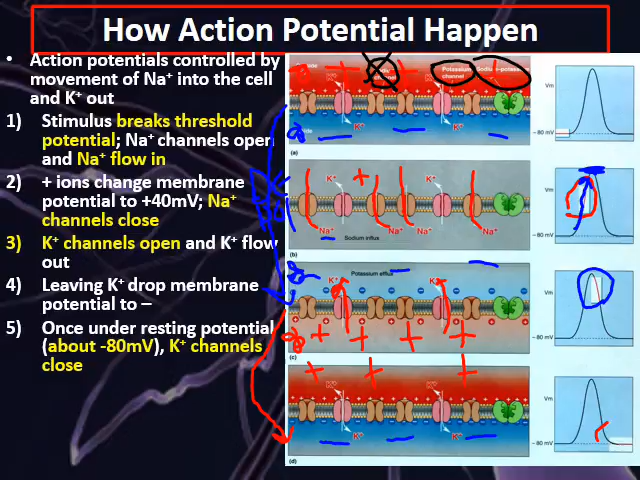 How Action Potential Happen
• Action potentials controlled by
movement of Na⁺ into the cell
and K⁺ out
1) Stimulus breaks threshold
potential; Na⁺ channels open
and Na⁺ flow in
2) + ions change membrane
potential to +40mV; Na⁺
channels close
3) K⁺ channels open and K⁺ flow
out
4) Leaving K⁺ drop membrane
potential to –
5) Once under resting potential
(about -80mV), K⁺ channels
close
Potassium
channel
Vm
– 80 mV
(a)
K⁺ K⁺
Vm
Na⁺ Na⁺ Na⁺ Na⁺
Sodium influx
– 80 mV
(b)
Potassium efflux
K⁺ K⁺
Vm
– 80 mV
(c)
K⁺ K⁺
Vm
K⁺ K⁺
– 80 mV
(d)